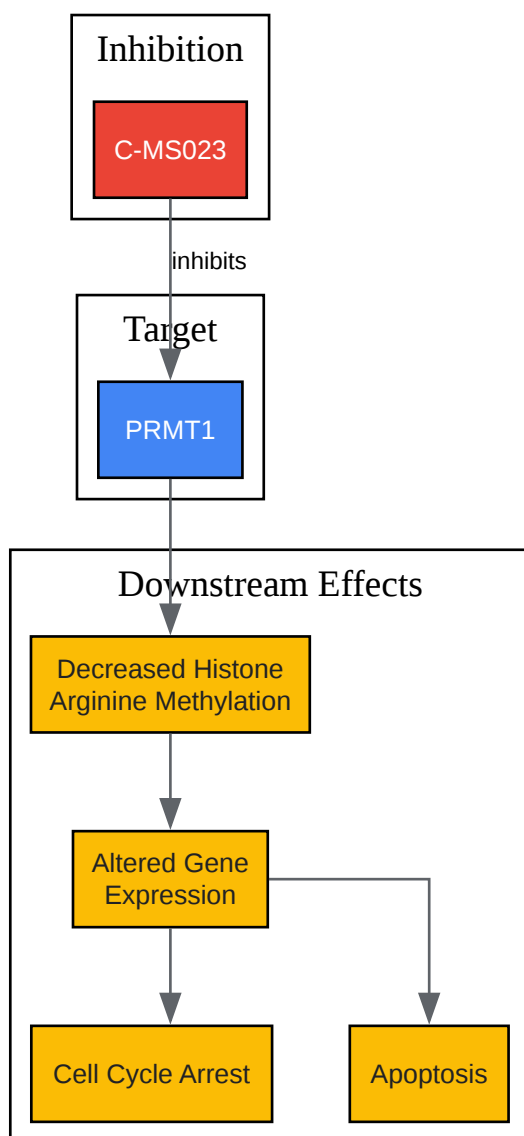 Inhibition
C-MS023
inhibits
Target
PRMT1
Downstream Effects
Decreased Histone
Arginine Methylation
Altered Gene
Expression
Cell Cycle Arrest
Apoptosis